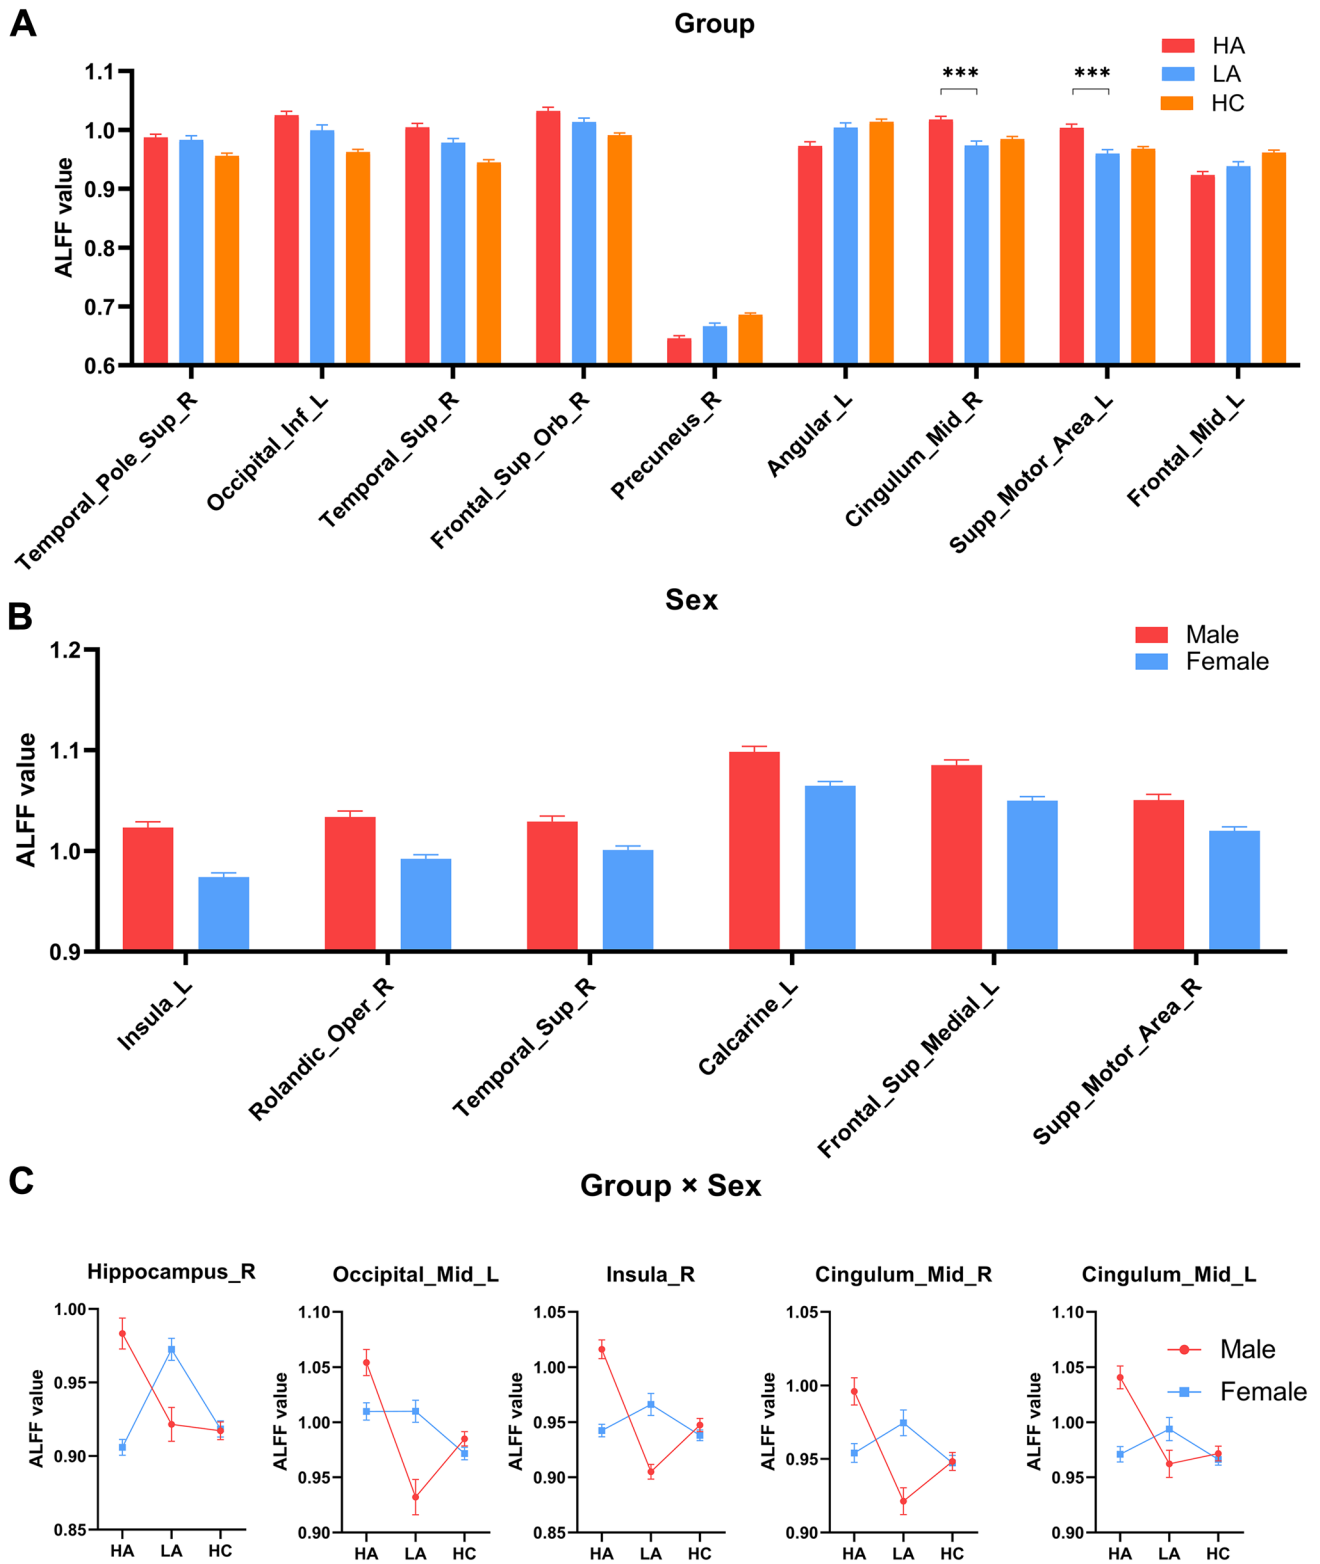 A
Group
HA
LA
HC
*** ***
ALFF value
1.1
1.0
0.9
0.8
0.7
0.6
Temporal_Pole_Sup_R
Occipital_Inf_L
Temporal_Sup_R
Frontal_Sup_Orb_R
Precuneus_R
Angular_L
Cingulum_Mid_R
Supp_Motor_Area_L
Frontal_Mid_L
B
Sex
Male
Female
ALFF value
1.2
1.1
1.0
0.9
Insula_L
Rolandic_Oper_R
Temporal_Sup_R
Calcarine_L
Frontal_Sup_Medial_L
Supp_Motor_Area_R
C
Group × Sex
Hippocampus_R
ALFF value
1.00
0.95
0.90
0.85
HA LA HC
Occipital_Mid_L
ALFF value
1.10
1.05
1.00
0.95
0.90
HA LA HC
Insula_R
ALFF value
1.05
1.00
0.95
0.90
0.85
HA LA HC
Cingulum_Mid_R
ALFF value
1.05
1.00
0.95
0.90
HA LA HC
Cingulum_Mid_L
ALFF value
1.10
1.05
1.00
0.95
0.90
HA LA HC
Male
Female